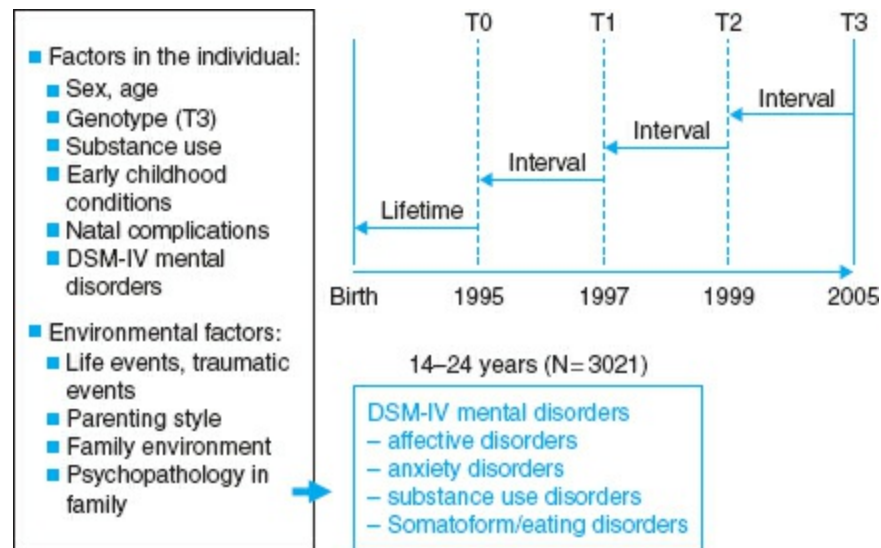 Factors in the individual:
Sex, age
Genotype (T3)
Substance use
Early childhood
conditions
Natal complications
DSM-IV mental
disorders
Environmental factors:
Life events, traumatic
events
Parenting style
Family environment
Psychopathology in
family
T0 T1 T2 T3
Interval
Interval
Interval
Lifetime
Birth 1995 1997 1999 2005
14–24 years (N= 3021)
DSM-IV mental disorders
– affective disorders
– anxiety disorders
– substance use disorders
– Somatoform/eating disorders